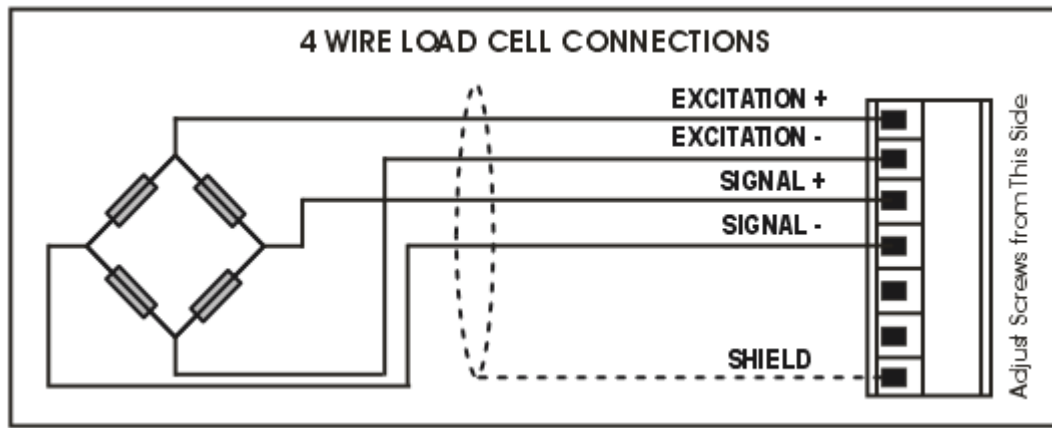 4 WIRE LOAD CELL CONNECTIONS
EXCITATION +
EXCITATION -
SIGNAL +
SIGNAL -
SHIELD
Adjust Screws from This Side